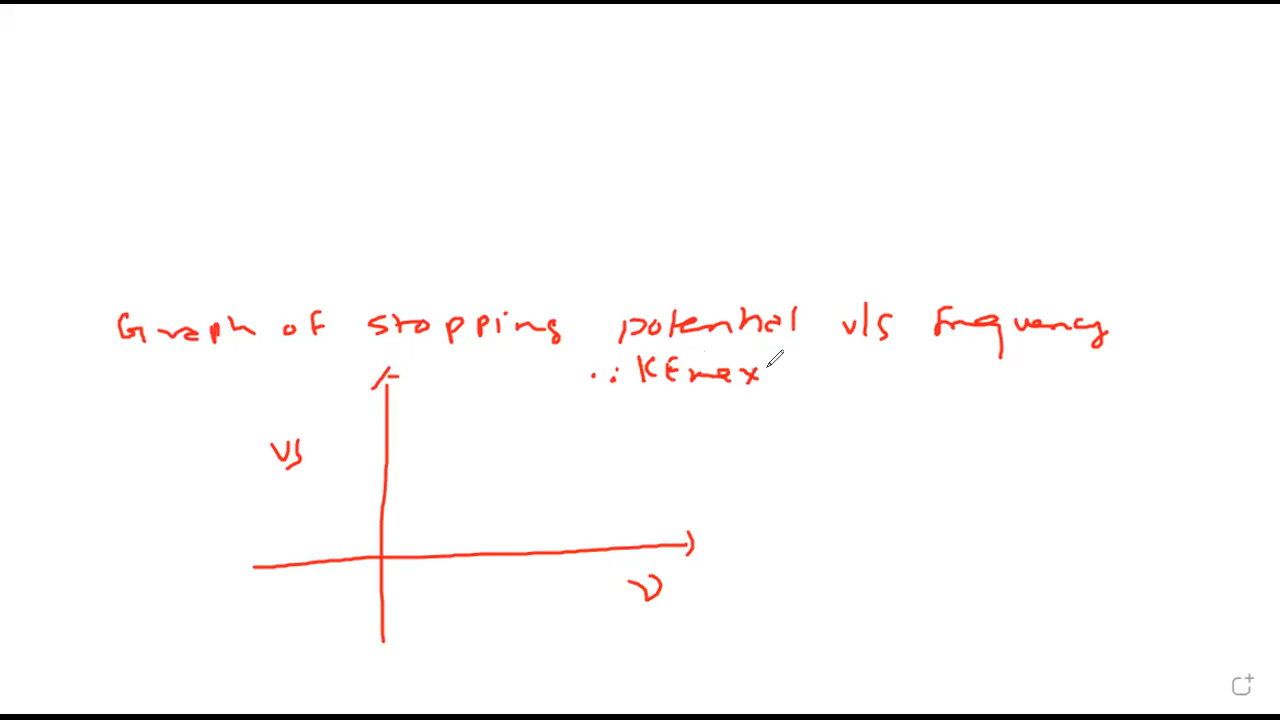 Graph of stopping potential v/s frequency
∴ KEmax
Vs
ν